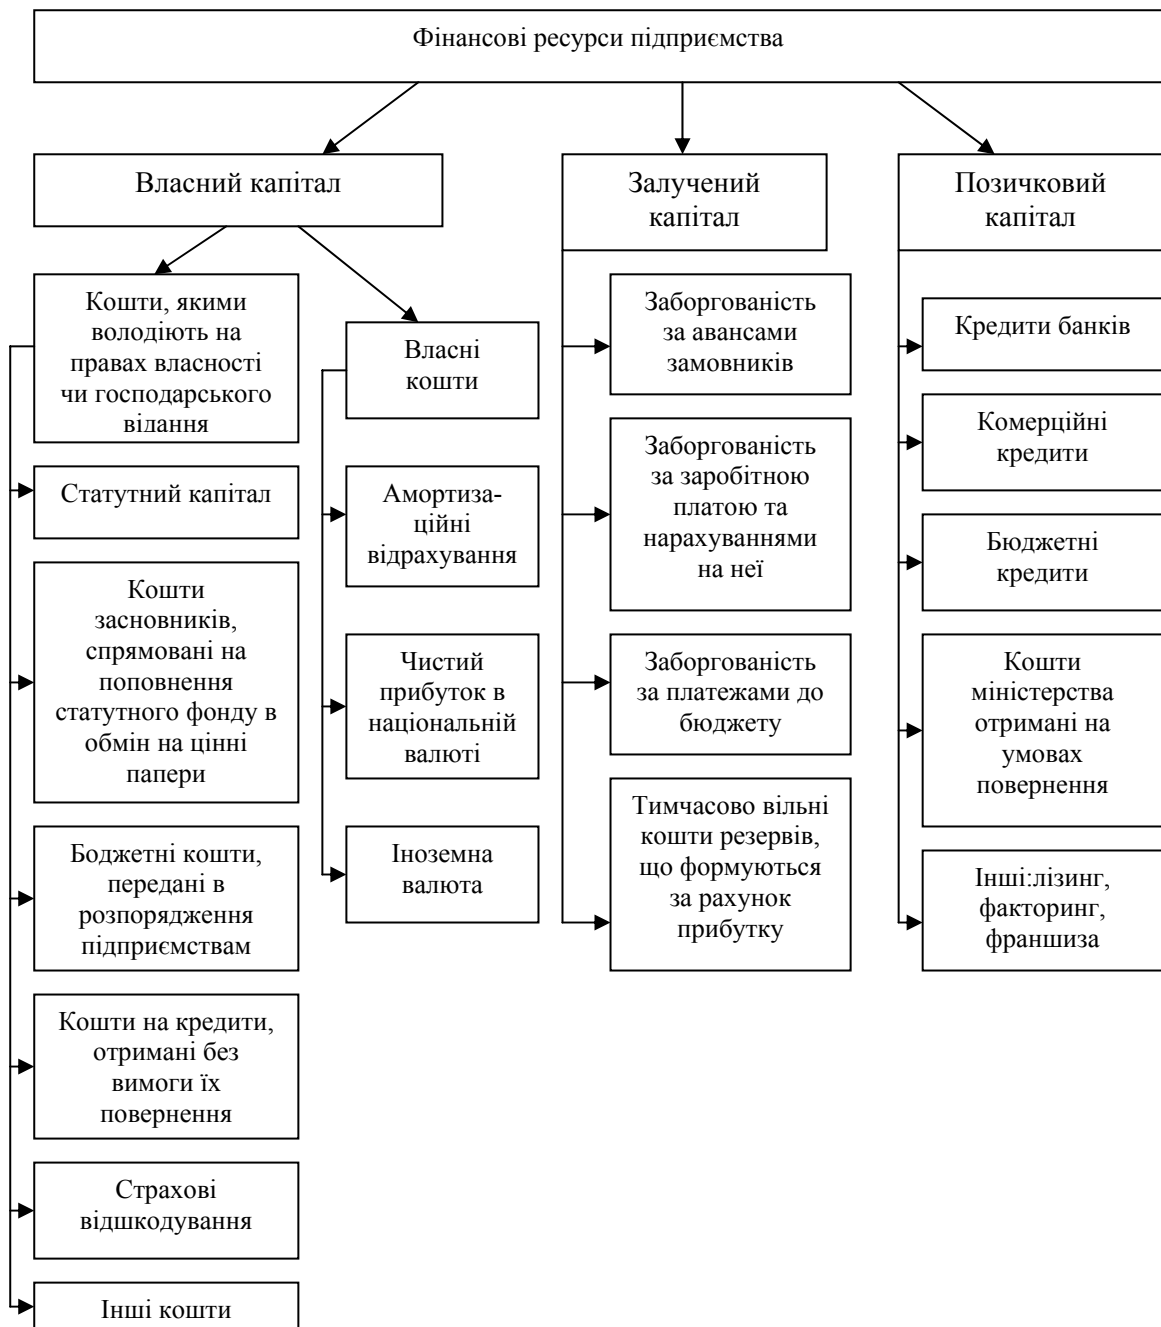 Фінансові ресурси підприємства
Власний капітал
Залучений
капітал
Позичковий
капітал
Кошти, якими
володіють на
правах власності
чи господарського
відання
Статутний капітал
Кошти
засновників,
спрямовані на
поповнення
статутного фонду в
обмін на цінні
папери
Боджетні кошти,
передані в
розпорядження
підприємствам
Кошти на кредити,
отримані без
вимоги їх
повернення
Страхові
відшкодування
Інші кошти
Власні
кошти
Амортиза-
ційні
відрахування
Чистий
прибуток в
національній
валюті
Іноземна
валюта
Заборгованість
за авансами
замовників
Заборгованість
за заробітною
платою та
нарахуваннями
на неї
Заборгованість
за платежами до
бюджету
Тимчасово вільні
кошти резервів,
що формуються
за рахунок
прибутку
Кредити банків
Комерційні
кредити
Бюджетні
кредити
Кошти
міністерства
отримані на
умовах
повернення
Інші:лізинг,
факторинг,
франшиза